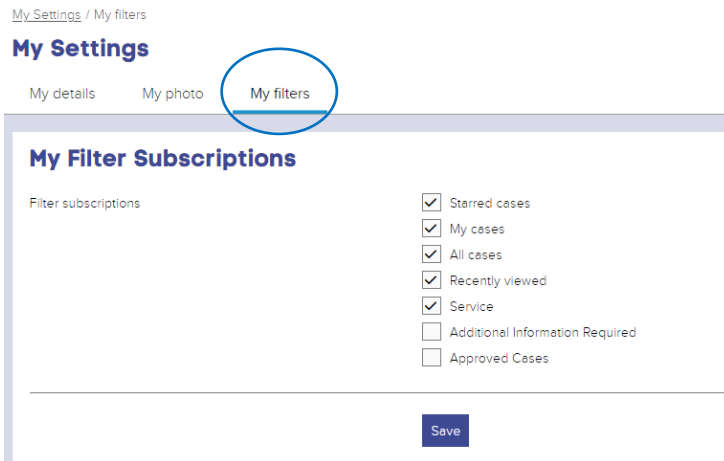 My Settings / My filters
My Settings
My details My photo My filters
My Filter Subscriptions
Filter subscriptions
Starred cases
My cases
All cases
Recently viewed
Service
Additional Information Required
Approved Cases
Save